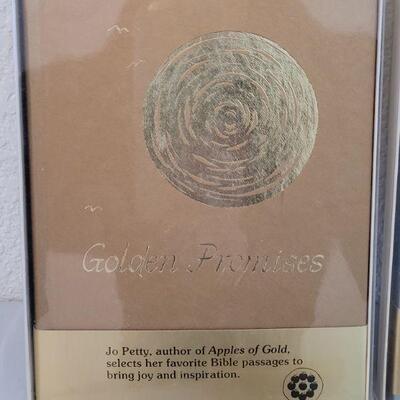 Golden Promises
Jo Petty, author of Apples of Gold,
selects her favorite Bible passages to
bring joy and inspiration.